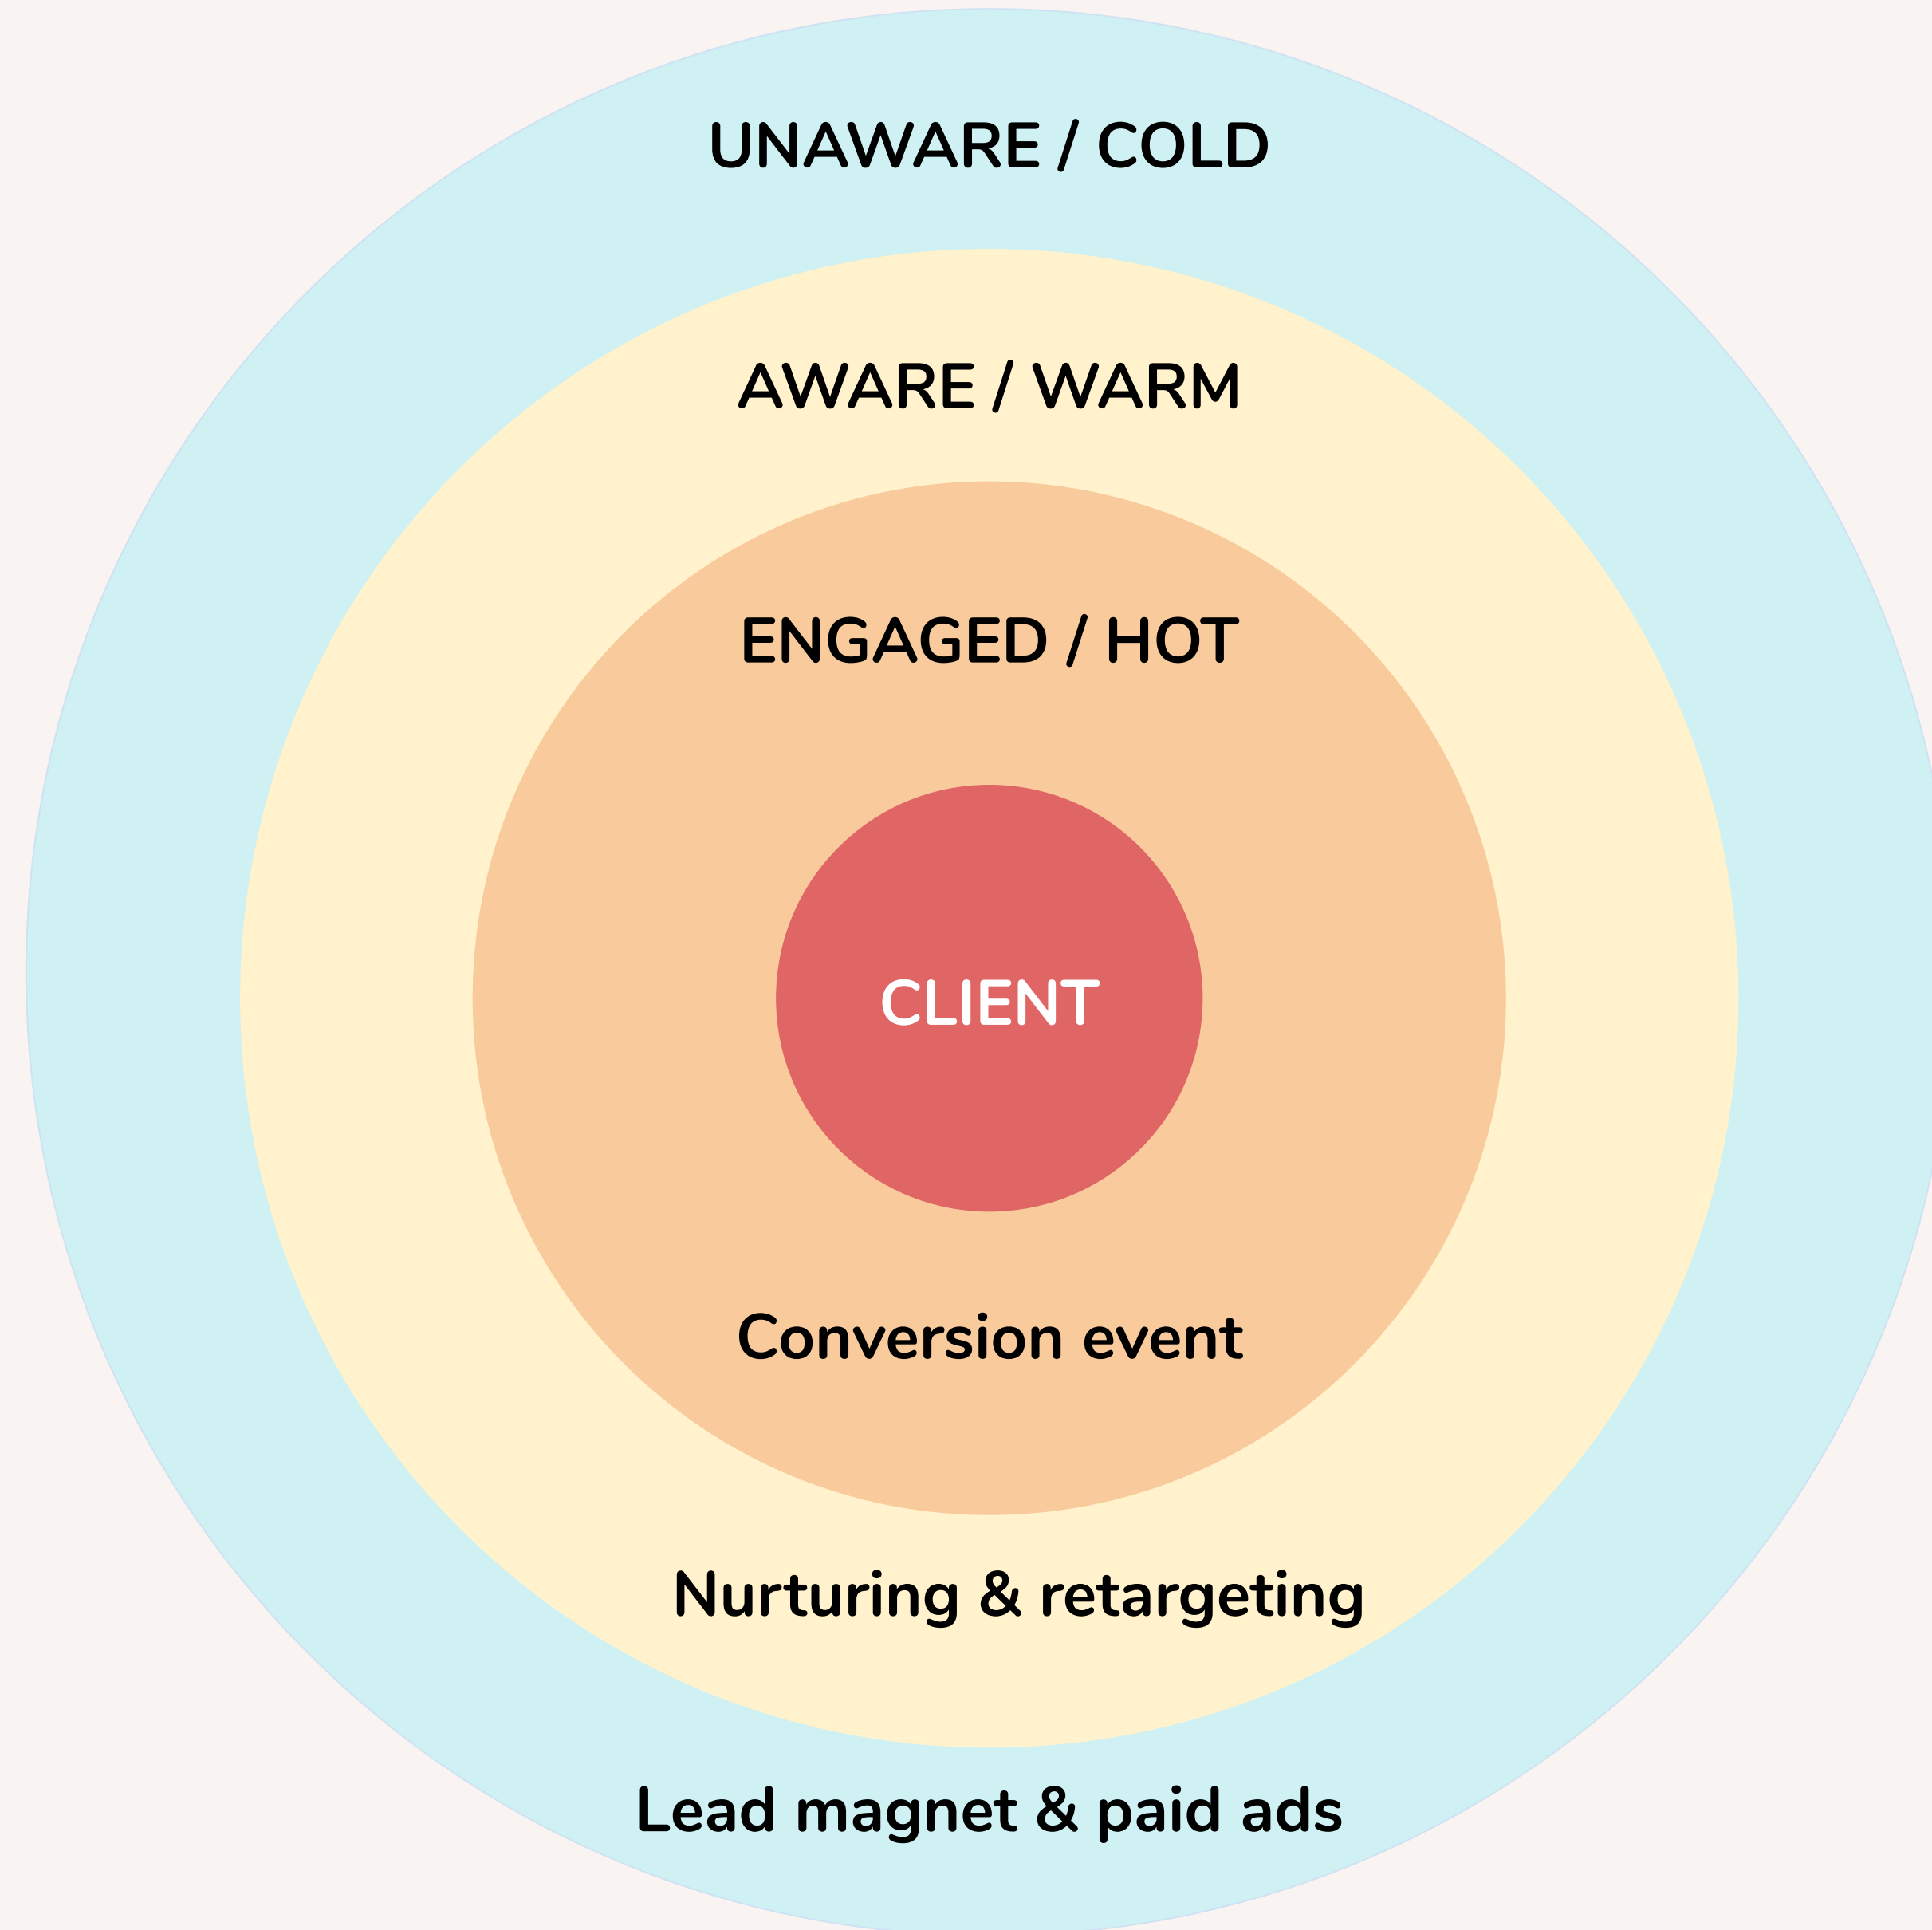 UNAWARE / COLD
AWARE / WARM
ENGAGED / HOT
CLIENT
Conversion event
Nurturing & retargeting
Lead magnet & paid ads